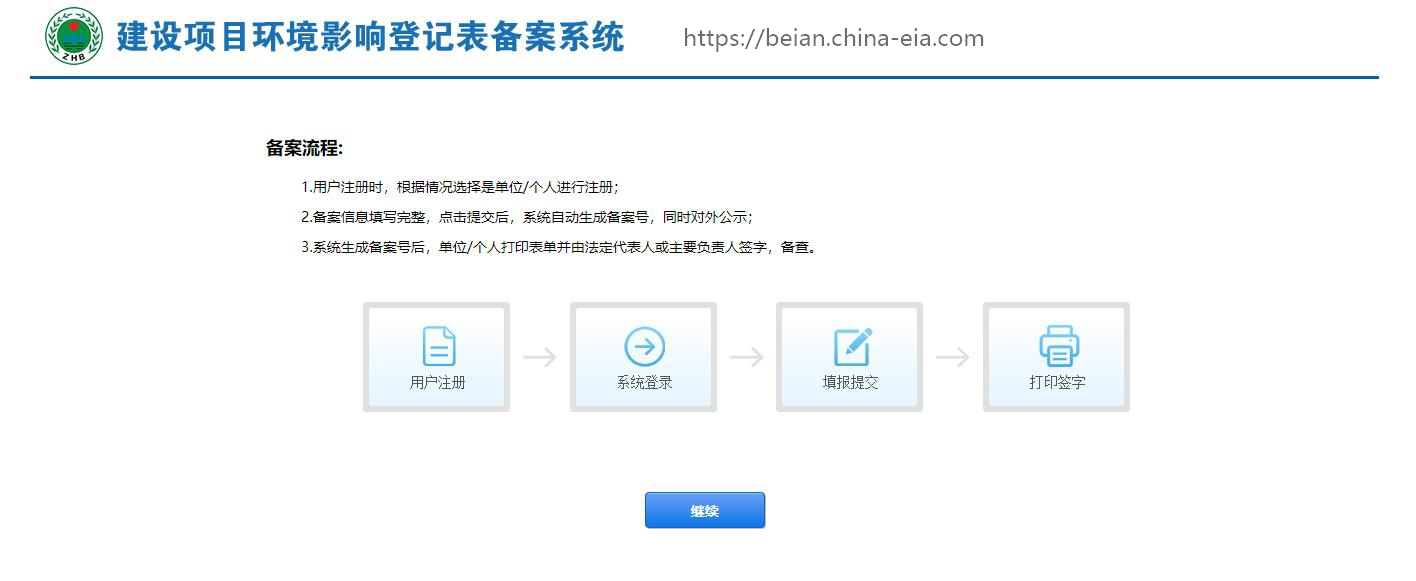 建设项目环境影响登记表备案系统 https://beian.china-eia.com
ZHB
备案流程:
1.用户注册时，根据情况选择是单位/个人进行注册;
2.备案信息填写完整，点击提交后，系统自动生成备案号，同时对外公示;
3.系统生成备案号后，单位/个人打印表单并由法定代表人或主要负责人签字，备查。
用户注册 系统登录 填报提交 打印签字
继续